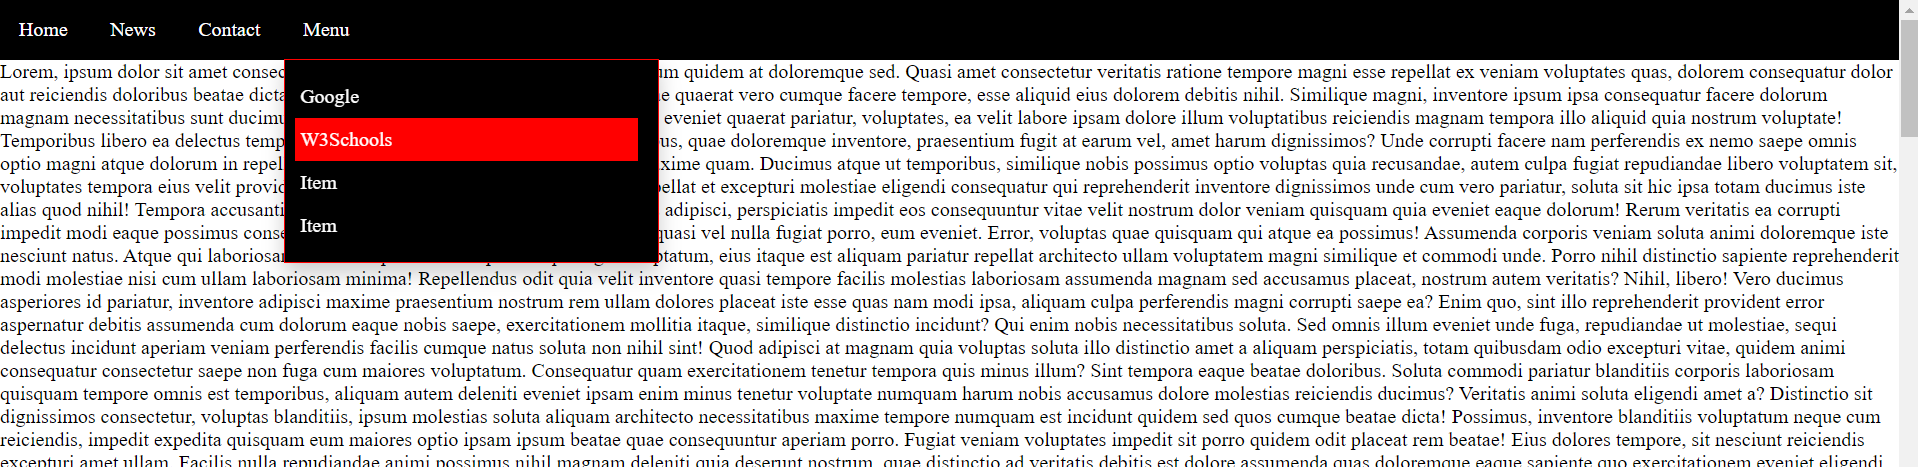 Home News Contact Menu
Lorem, ipsum dolor sit amet consec um quidem at doloremque sed. Quasi amet consectetur veritatis ratione tempore magni esse repellat ex veniam voluptates quas, dolorem consequatur dolor
aut reiciendis doloribus beatae dicta quaerat vero cumque facere tempore, esse aliquid eius dolorem debitis nihil. Similique magni, inventore ipsum ipsa consequatur facere dolorum
Google
magnam necessitatibus sunt ducimu eveniet quaerat pariatur, voluptates, ea velit labore ipsam dolore illum voluptatibus reiciendis magnam tempora illo aliquid quia nostrum voluptate!
Temporibus libero ea delectus temp us, quae doloremque inventore, praesentium fugit at earum vel, amet harum dignissimos? Unde corrupti facere nam perferendis ex nemo saepe omnis
W3Schools
optio magni atque dolorum in repel xime quam. Ducimus atque ut temporibus, similique nobis possimus optio voluptas quia recusandae, autem culpa fugiat repudiandae libero voluptatem sit,
voluptates tempora eius velit provid ellat et excepturi molestiae eligendi consequatur qui reprehenderit inventore dignissimos unde cum vero pariatur, soluta sit hic ipsa totam ducimus iste
Item
alias quod nihil! Tempora accusanti adipisci, perspiciatis impedit eos consequuntur vitae velit nostrum dolor veniam quisquam quia eveniet eaque dolorum! Rerum veritatis ea corrupti
impedit modi eaque possimus conse quasi vel nulla fugiat porro, eum eveniet. Error, voluptas quae quisquam qui atque ea possimus! Assumenda corporis veniam soluta animi doloremque iste
Item
nesciunt natus. Atque qui laboriosam ptatum, eius itaque est aliquam pariatur repellat architecto ullam voluptatem magni similique et commodi unde. Porro nihil distinctio sapiente reprehenderit
modi molestiae nisi cum ullam laboriosam minima! Repellendus odit quia velit inventore quasi tempore facilis molestias laboriosam assumenda magnam sed accusamus placeat, nostrum autem veritatis? Nihil, libero! Vero ducimus
asperiores id pariatur, inventore adipisci maxime praesentium nostrum rem ullam dolores placeat iste esse quas nam modi ipsa, aliquam culpa perferendis magni corrupti saepe ea? Enim quo, sint illo reprehenderit provident error
aspernatur debitis assumenda cum dolorum eaque nobis saepe, exercitationem mollitia itaque, similique distinctio incidunt? Qui enim nobis necessitatibus soluta. Sed omnis illum eveniet unde fuga, repudiandae ut molestiae, sequi
delectus incidunt aperiam veniam perferendis facilis cumque natus soluta non nihil sint! Quod adipisci at magnam quia voluptas soluta illo distinctio amet a aliquam perspiciatis, totam quibusdam odio excepturi vitae, quidem animi
consequatur consectetur saepe non fuga cum maiores voluptatum. Consequatur quam exercitationem tenetur tempora quis minus illum? Sint tempora eaque beatae doloribus. Soluta commodi pariatur blanditiis corporis laboriosam
quisquam tempore omnis est temporibus, aliquam autem deleniti eveniet ipsam enim minus tenetur voluptate numquam harum nobis accusamus dolore molestias reiciendis ducimus? Veritatis animi soluta eligendi amet a? Distinctio sit
dignissimos consectetur, voluptas blanditiis, ipsum molestias soluta aliquam architecto necessitatibus maxime tempore numquam est incidunt quidem sed quos cumque beatae dicta! Possimus, inventore blanditiis voluptatum neque cum
reiciendis, impedit expedita quisquam eum maiores optio ipsam ipsum beatae quae consequuntur aperiam porro. Fugiat veniam voluptates impedit sit porro quidem odit placeat rem beatae! Eius dolores tempore, sit nesciunt reiciendis
excepturi amet ullam. Facilis nulla repudiandae animi possimus nihil magnam deleniti quia deserunt nostrum, quae distinctio ad veritatis debitis est dolore assumenda quas doloremque eaque sapiente quo exercitationem eveniet eligendi